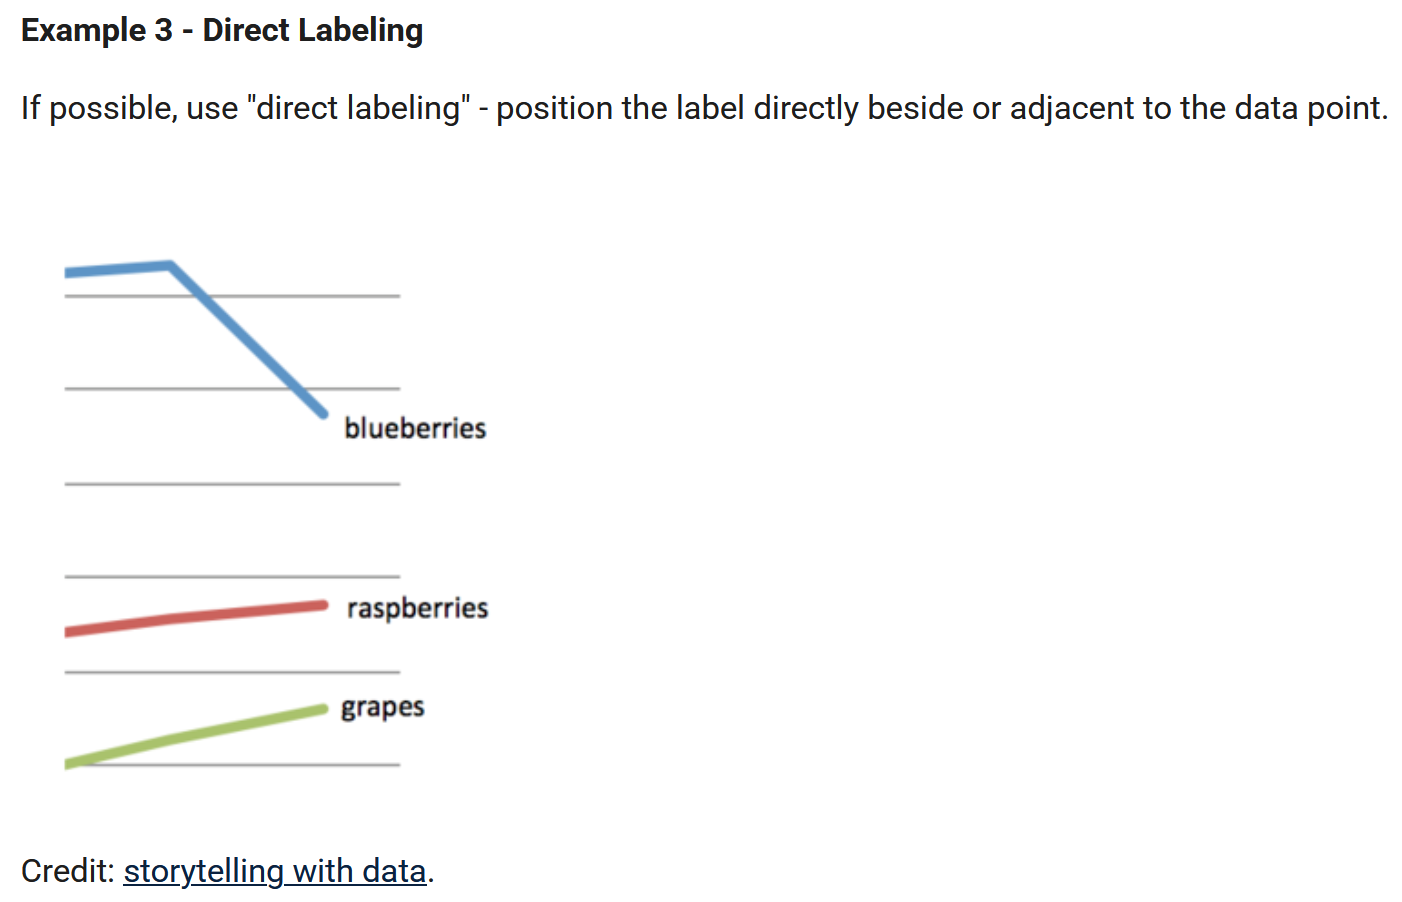 Example 3 - Direct Labeling
If possible, use "direct labeling" - position the label directly beside or adjacent to the data point.
blueberries
raspberries
grapes
Credit: storytelling with data.